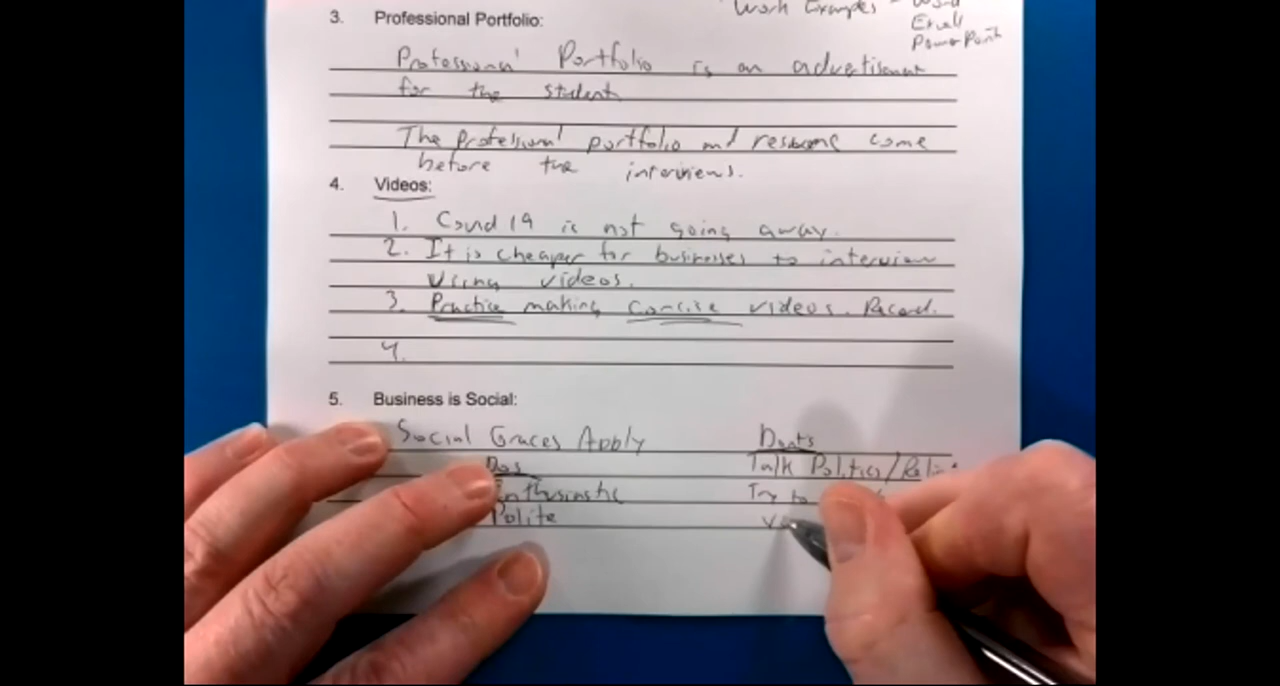 Work Examples - Word
Excell
PowerPoint
3. Professional Portfolio:
Professional Portfolio is an advertisment
for the student
The professional portfolio and resume come
before the interviews.
4. Videos:
1. Covid 19 is not going away.
2. It is cheaper for businesses to interview
using videos.
3. Practice making concise videos. Record.
4.
5. Business is Social:
Social Graces Apply Don'ts
Dos Talk Politics/
Enthusiastic Try to
Polite